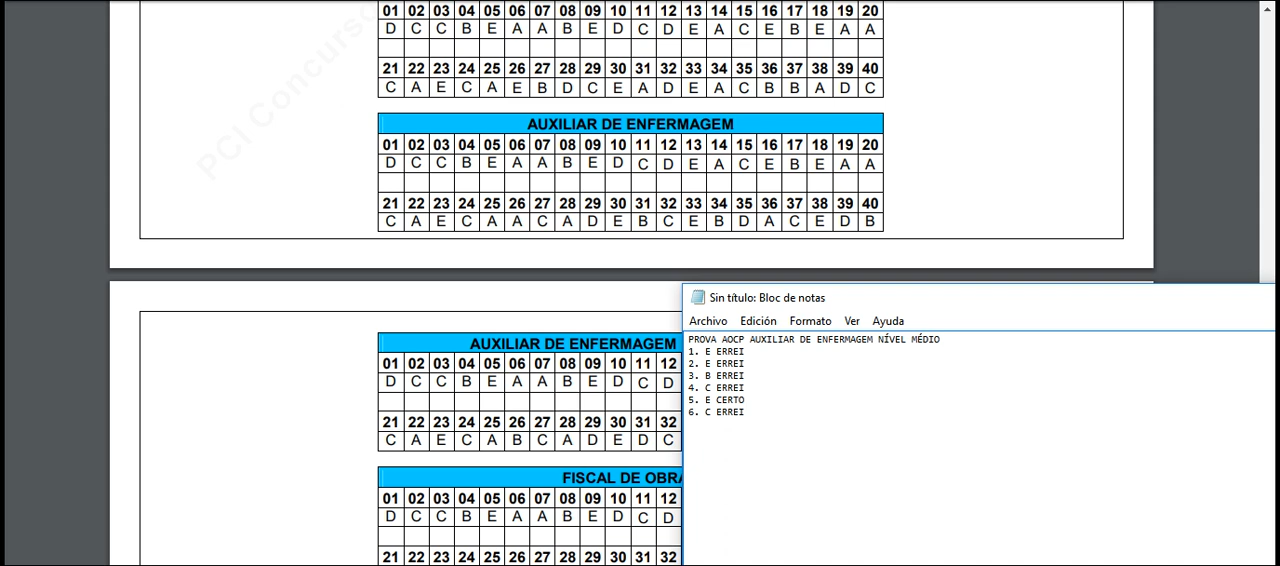 01 02 03 04 05 06 07 08 09 10 11 12 13 14 15 16 17 18 19 20
D C C B E A A B E D C D E A C E B E A A
21 22 23 24 25 26 27 28 29 30 31 32 33 34 35 36 37 38 39 40
C A E C A E B D C E A D E A C B B A D C
PCI Concurso
AUXILIAR DE ENFERMAGEM
01 02 03 04 05 06 07 08 09 10 11 12 13 14 15 16 17 18 19 20
D C C B E A A B E D C D E A C E B E A A
21 22 23 24 25 26 27 28 29 30 31 32 33 34 35 36 37 38 39 40
C A E C A A C A D E B C E B D A C E D B
AUXILIAR DE ENFERMAGEM
01 02 03 04 05 06 07 08 09 10 11 12
D C C B E A A B E D C D
21 22 23 24 25 26 27 28 29 30 31 32
C A E C A B C A D E D C
FISCAL DE OBRA
01 02 03 04 05 06 07 08 09 10 11 12
D C C B E A A B E D C D
21 22 23 24 25 26 27 28 29 30 31 32
Sin título: Bloc de notas
Archivo Edición Formato Ver Ayuda
PROVA AOCP AUXILIAR DE ENFERMAGEM NÍVEL MÉDIO
1. E ERREI
2. E ERREI
3. B ERREI
4. C ERREI
5. E CERTO
6. C ERREI